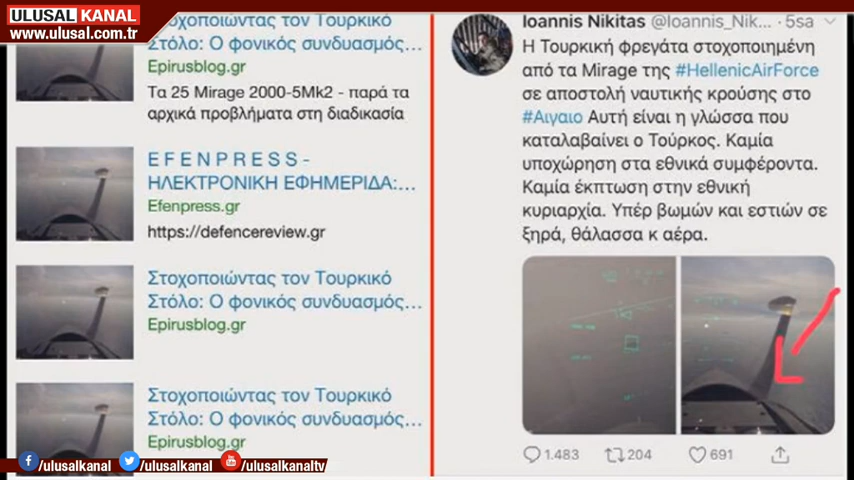 ULUSAL KANAL
www.ulusal.com.tr
Στοχοποιώντας τον Τουρκικό
Στόλο: Ο φονικός συνδυασμός…
Epirusblog.gr
Τα 25 Mirage 2000-5Mk2 - παρά τα
αρχικά προβλήματα στη διαδικασία
E F E N P R E S S -
ΗΛΕΚΤΡΟΝΙΚΗ ΕΦΗΜΕΡΙΔΑ:…
Efenpress.gr
https://defencereview.gr
Στοχοποιώντας τον Τουρκικό
Στόλο: Ο φονικός συνδυασμός…
Epirusblog.gr
Στοχοποιώντας τον Τουρκικό
Στόλο: Ο φονικός συνδυασμός…
Epirusblog.gr
Ioannis Nikitas @Ioannis_Nik... · 5sa
Η Τουρκική φρεγάτα στοχοποιημένη
από τα Mirage της #HellenicAirForce
σε αποστολή ναυτικής κρούσης στο
#Αιγαιο Αυτή είναι η γλώσσα που
καταλαβαίνει ο Τούρκος. Καμία
υποχώρηση στα εθνικά συμφέροντα.
Καμία έκπτωση στην εθνική
κυριαρχία. Υπέρ βωμών και εστιών σε
ξηρά, θάλασσα κ αέρα.
1.483 204 691
/ulusalkanal /ulusalkanal /ulusalkanaltv